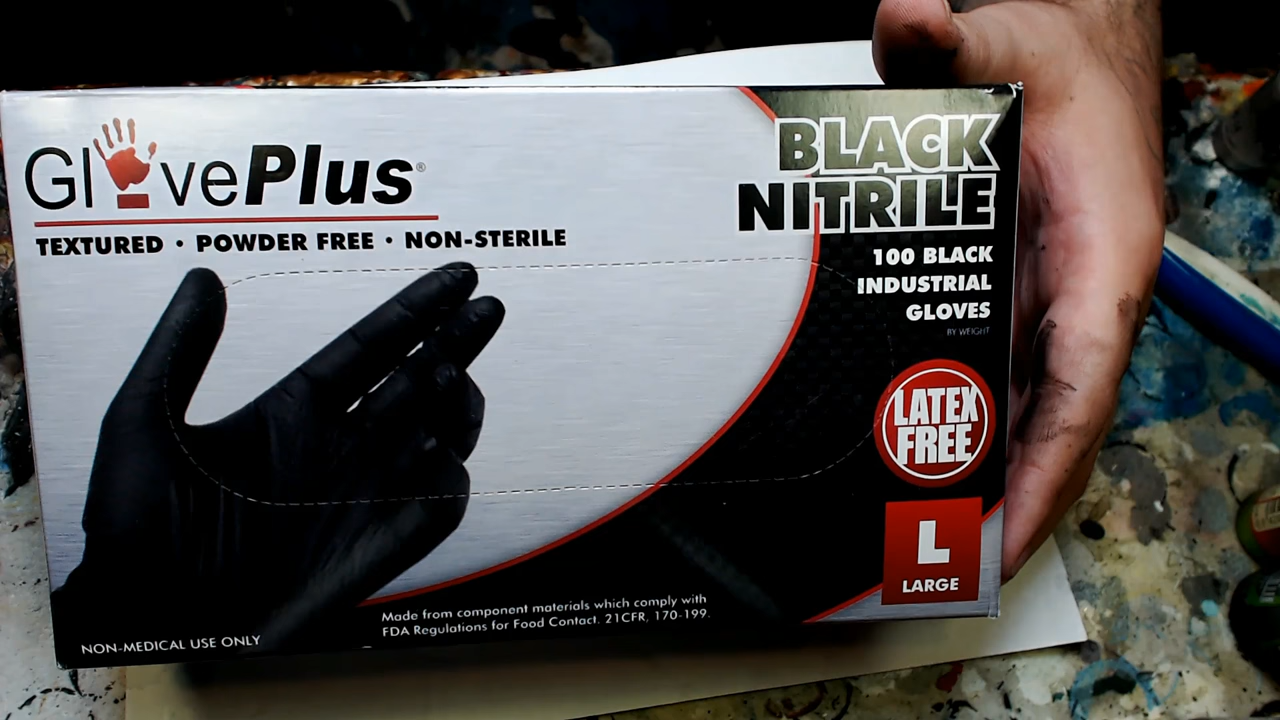 GlovePlus®
TEXTURED • POWDER FREE • NON-STERILE
BLACK
NITRILE
100 BLACK
INDUSTRIAL
GLOVES
BY WEIGHT
LATEX
FREE
L
LARGE
Made from component materials which comply with
FDA Regulations for Food Contact. 21CFR, 170-199.
NON-MEDICAL USE ONLY